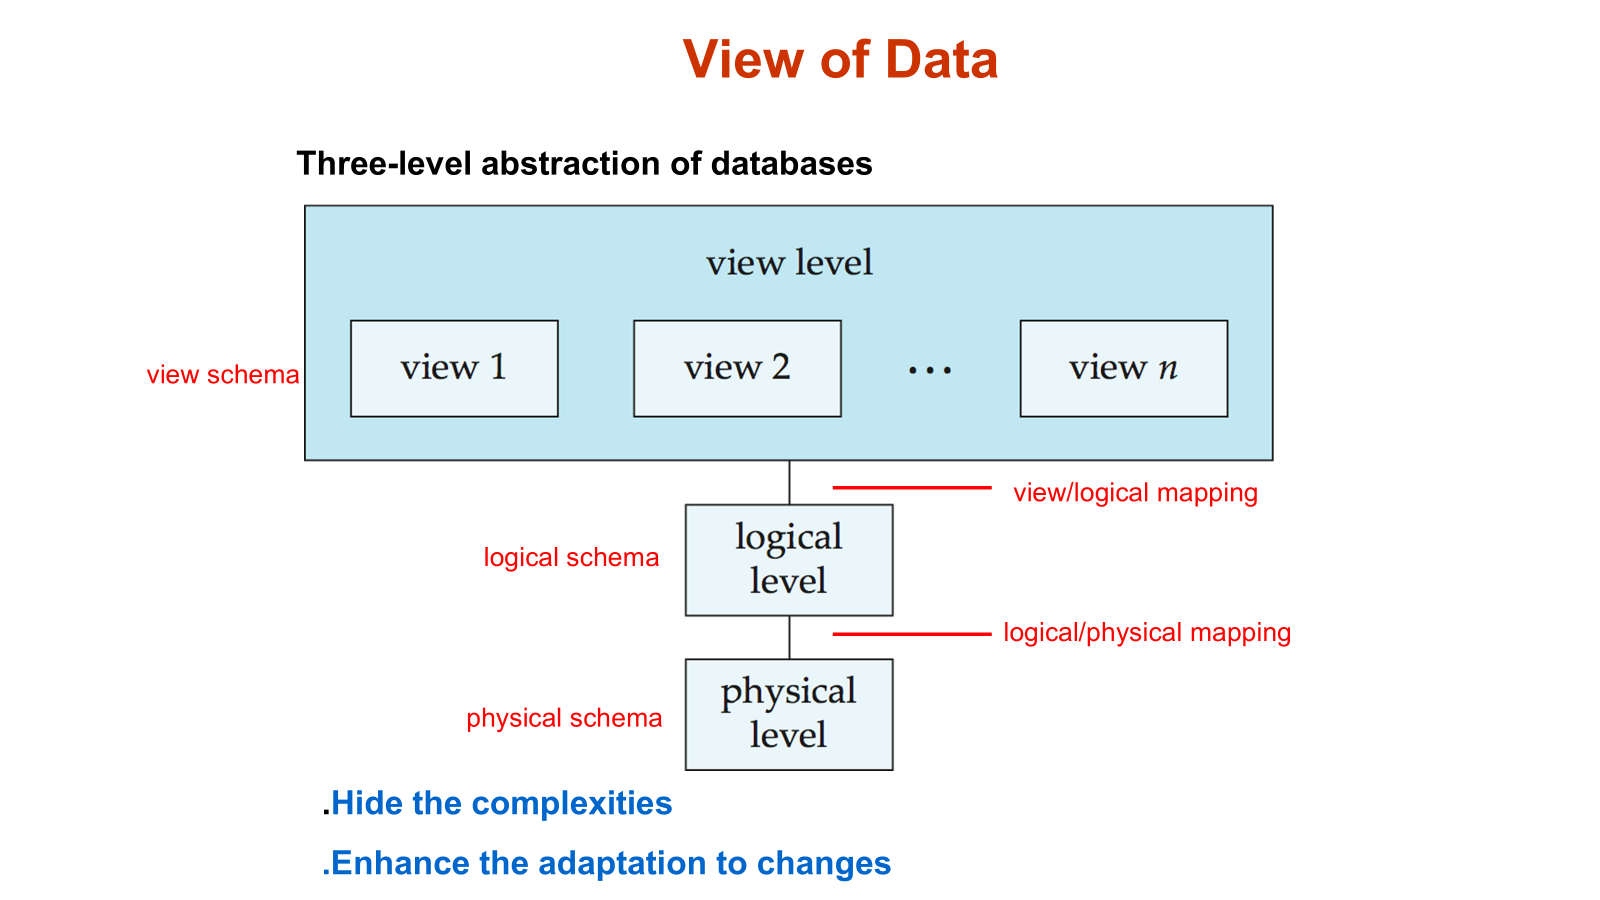 View of Data
Three-level abstraction of databases
view level
view 1
view 2
...
view n
view schema
view/logical mapping
logical
level
logical schema
logical/physical mapping
physical
level
physical schema
.Hide the complexities
.Enhance the adaptation to changes